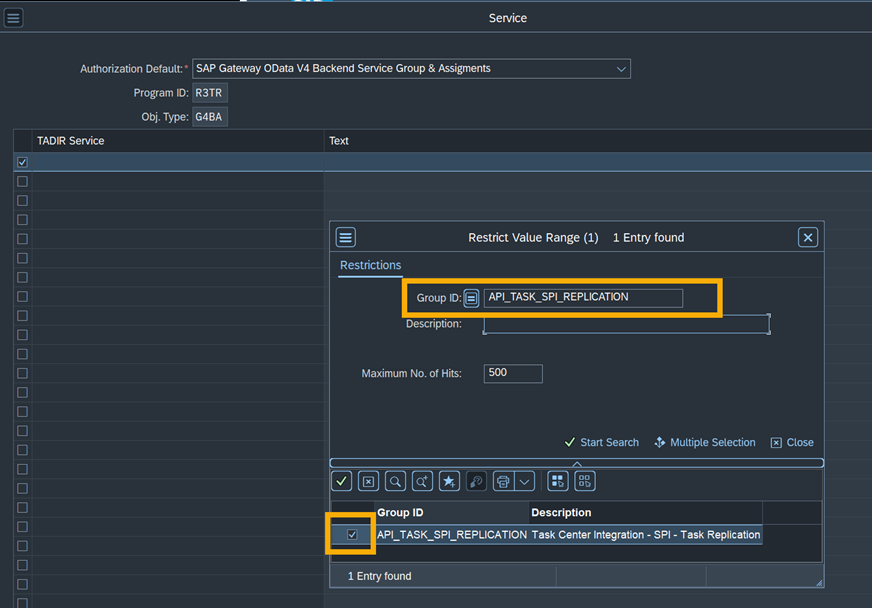 Service
Authorization Default:* SAP Gateway OData V4 Backend Service Group & Assigments
Program ID: R3TR
Obj. Type: G4BA
TADIR Service Text
Restrict Value Range (1) 1 Entry found
Restrictions
Group ID: API_TASK_SPI_REPLICATION
Description:
Maximum No. of Hits: 500
Start Search Multiple Selection Close
Group ID Description
API_TASK_SPI_REPLICATION Task Center Integration - SPI - Task Replication
1 Entry found